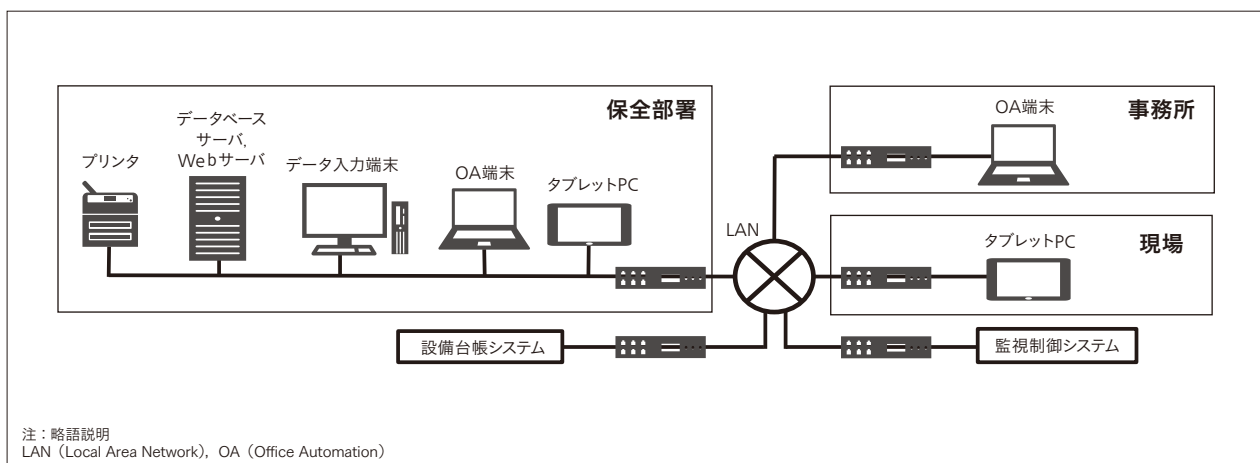 保全部署
プリンタ
データベース
サーバ,
Webサーバ
データ入力端末
OA端末
タブレットPC
LAN
事務所
OA端末
現場
タブレットPC
設備台帳システム
監視制御システム
注：略語説明
LAN（Local Area Network），OA（Office Automation）